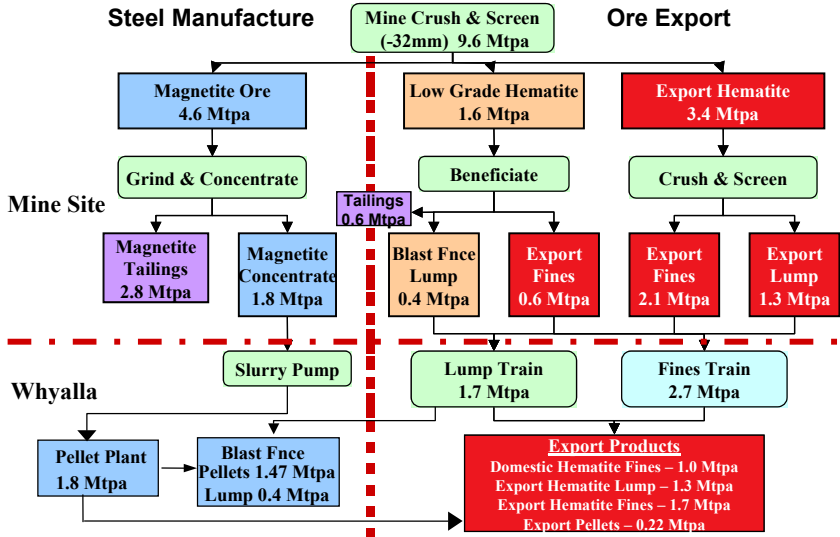 Steel Manufacture
Mine Crush & Screen
(-32mm)  9.6 Mtpa
Ore Export
Magnetite Ore
4.6 Mtpa
Low Grade Hematite
1.6 Mtpa
Export Hematite
3.4 Mtpa
Grind & Concentrate
Beneficiate
Crush & Screen
Mine Site
Tailings
0.6 Mtpa
Magnetite
Tailings
2.8 Mtpa
Magnetite
Concentrate
1.8 Mtpa
Blast Fnce
Lump
0.4 Mtpa
Export
Fines
0.6 Mtpa
Export
Fines
2.1 Mtpa
Export
Lump
1.3 Mtpa
Slurry Pump
Lump Train
1.7 Mtpa
Fines Train
2.7 Mtpa
Whyalla
Pellet Plant
1.8 Mtpa
Blast Fnce
Pellets 1.47 Mtpa
Lump 0.4 Mtpa
Export Products
Domestic Hematite Fines – 1.0 Mtpa
Export Hematite Lump – 1.3 Mtpa
Export Hematite Fines – 1.7 Mtpa
Export Pellets – 0.22 Mtpa